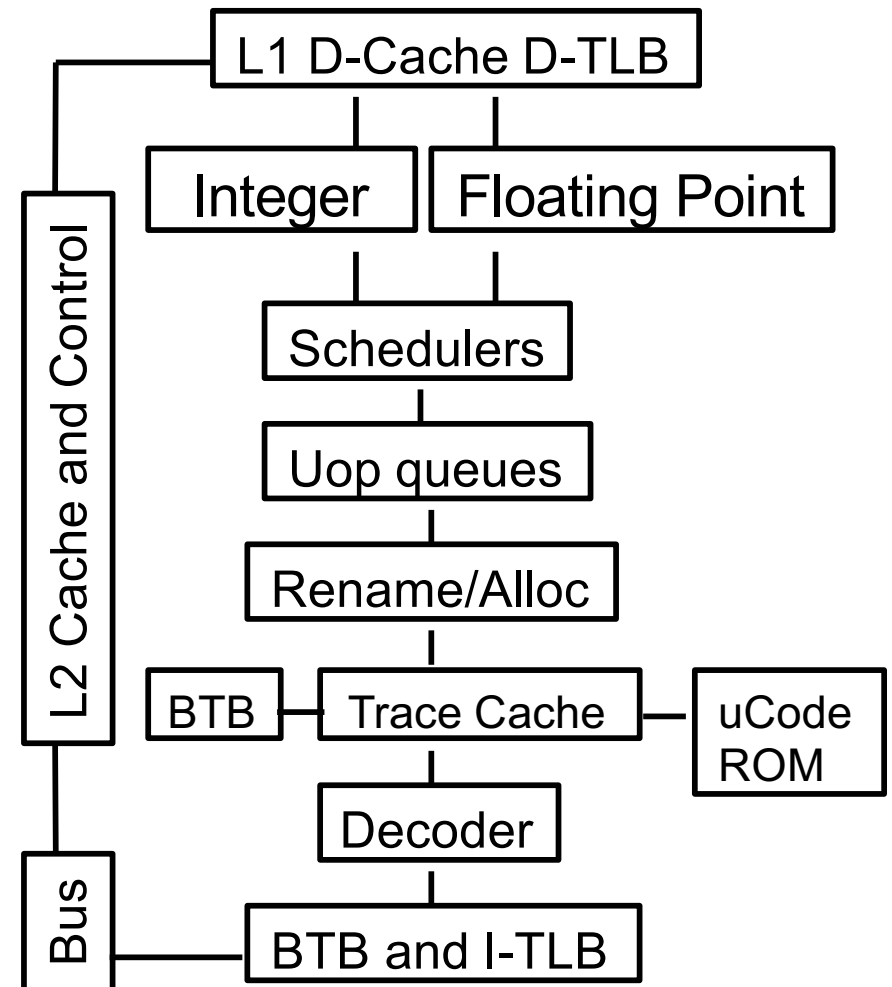 L1 D-Cache D-TLB
Integer
Floating Point
L2 Cache and Control
Schedulers
Uop queues
Rename/Alloc
BTB
Trace Cache
uCode
ROM
Decoder
Bus
BTB and I-TLB